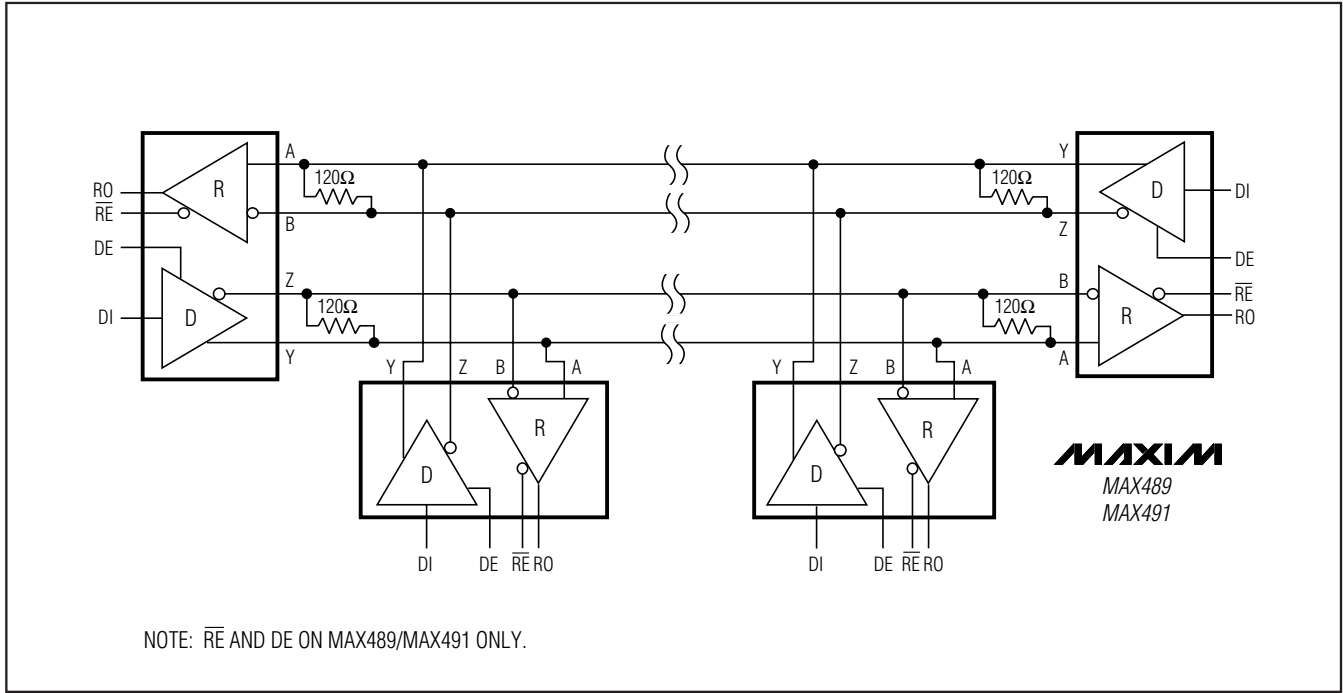 A
Y
120Ω
120Ω
RO
R
D
DI
RE
B
Z
DE
DE
Z
B
RE
120Ω
120Ω
DI
D
R
RO
Y
A
Y Z B A
Y Z B A
R
R
D
D
MAXIM
MAX489
MAX491
DI DE RE RO
DI DE RE RO
NOTE: RE AND DE ON MAX489/MAX491 ONLY.